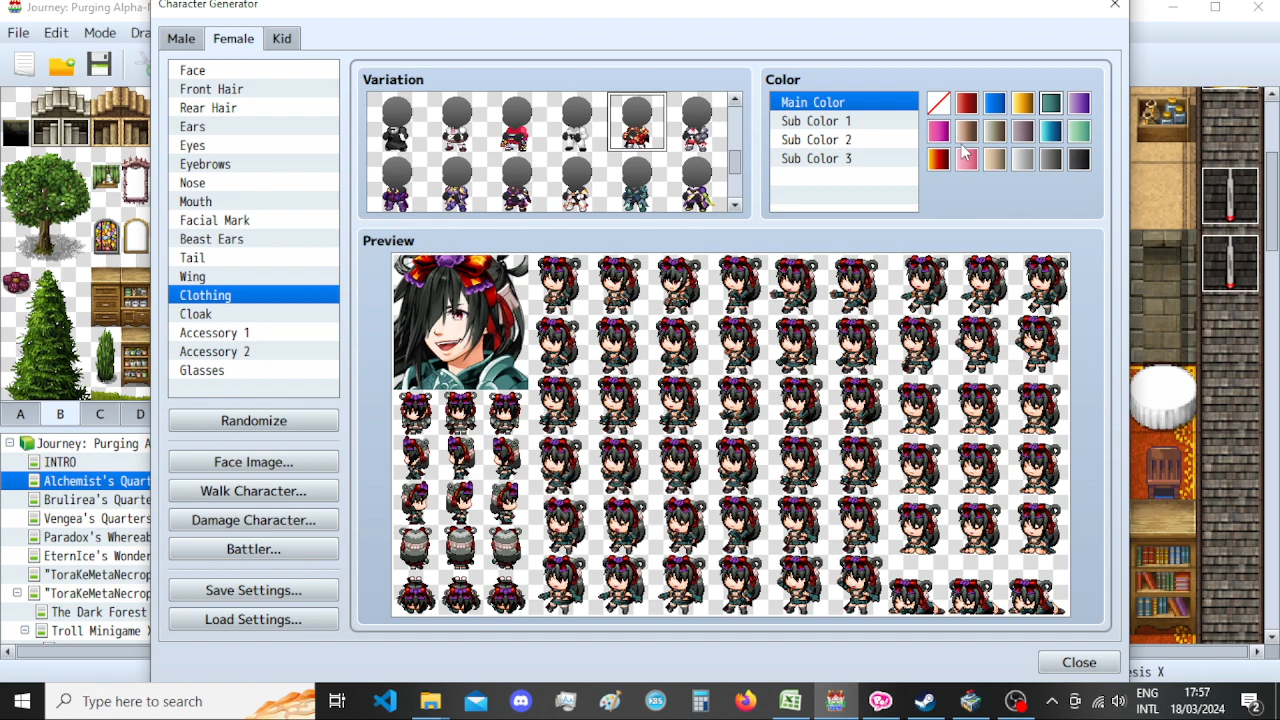 Journey: Purging Alpha-
Character Generator
File Edit Mode Dra
Male Female Kid
Face
Front Hair
Rear Hair
Ears
Eyes
Eyebrows
Nose
Mouth
Facial Mark
Beast Ears
Tail
Wing
Clothing
Cloak
Accessory 1
Accessory 2
Glasses
Randomize
Face Image...
Walk Character...
Damage Character...
Battler...
Save Settings...
Load Settings...
Variation
Color
Main Color
Sub Color 1
Sub Color 2
Sub Color 3
Preview
Close
A B C D
Journey: Purging A
INTRO
Alchemist's Quart
Brulirea's Quarte
Vengea's Quarters
Paradox's Whereab
EternIce's Wonder
"ToraKeMetaNecrop
"ToraKeMetaNecrop
The Dark Forest
Troll Minigame
esis X
Type here to search
ENG
INTL
17:57
18/03/2024
2